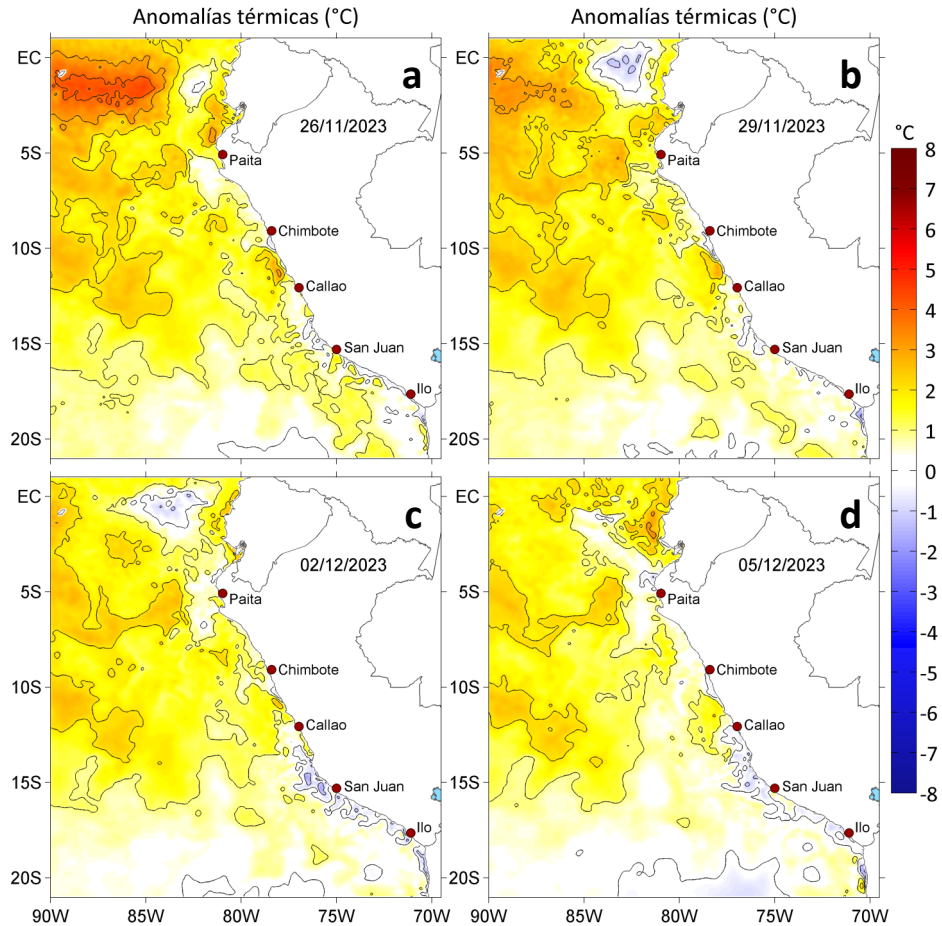 Anomalías térmicas (°C)
Anomalías térmicas (°C)
EC
5S
10S
15S
20S
a
26/11/2023
Paita
Chimbote
Callao
San Juan
Ilo
EC
5S
10S
15S
20S
b
29/11/2023
Paita
Chimbote
Callao
San Juan
Ilo
EC
5S
10S
15S
20S
c
02/12/2023
Paita
Chimbote
Callao
San Juan
Ilo
90W 85W 80W 75W 70W
EC
5S
10S
15S
20S
d
05/12/2023
Paita
Chimbote
Callao
San Juan
Ilo
90W 85W 80W 75W 70W
°C
8
7
6
5
4
3
2
1
0
-1
-2
-3
-4
-5
-6
-7
-8